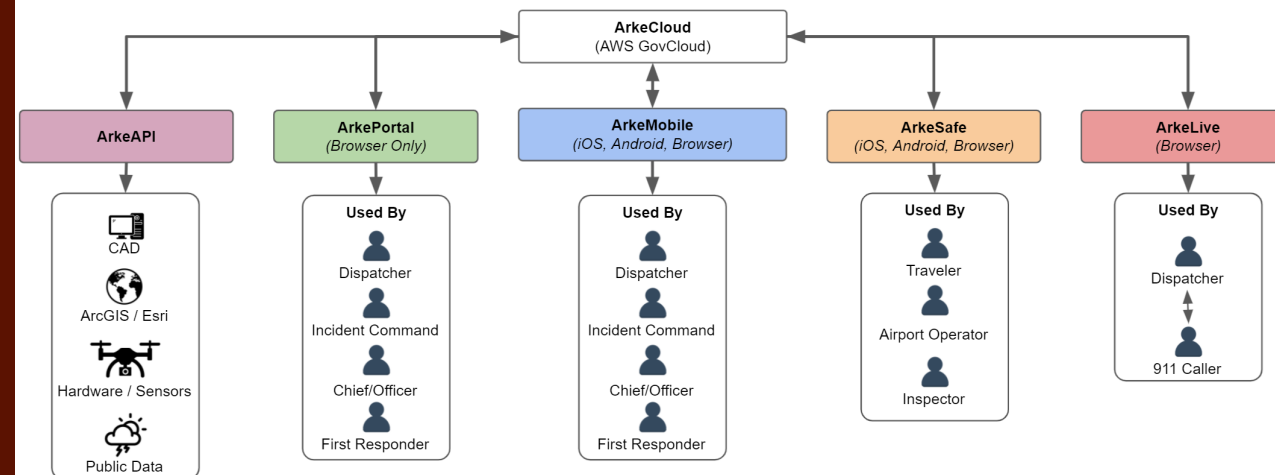 ArkeCloud
(AWS GovCloud)
ArkeAPI
ArkePortal
(Browser Only)
ArkeMobile
(iOS, Android, Browser)
ArkeSafe
(iOS, Android, Browser)
ArkeLive
(Browser)
CAD
ArcGIS / Esri
Hardware / Sensors
Public Data
Used By
Dispatcher
Incident Command
Chief/Officer
First Responder
Used By
Dispatcher
Incident Command
Chief/Officer
First Responder
Used By
Traveler
Airport Operator
Inspector
Used By
Dispatcher
911 Caller